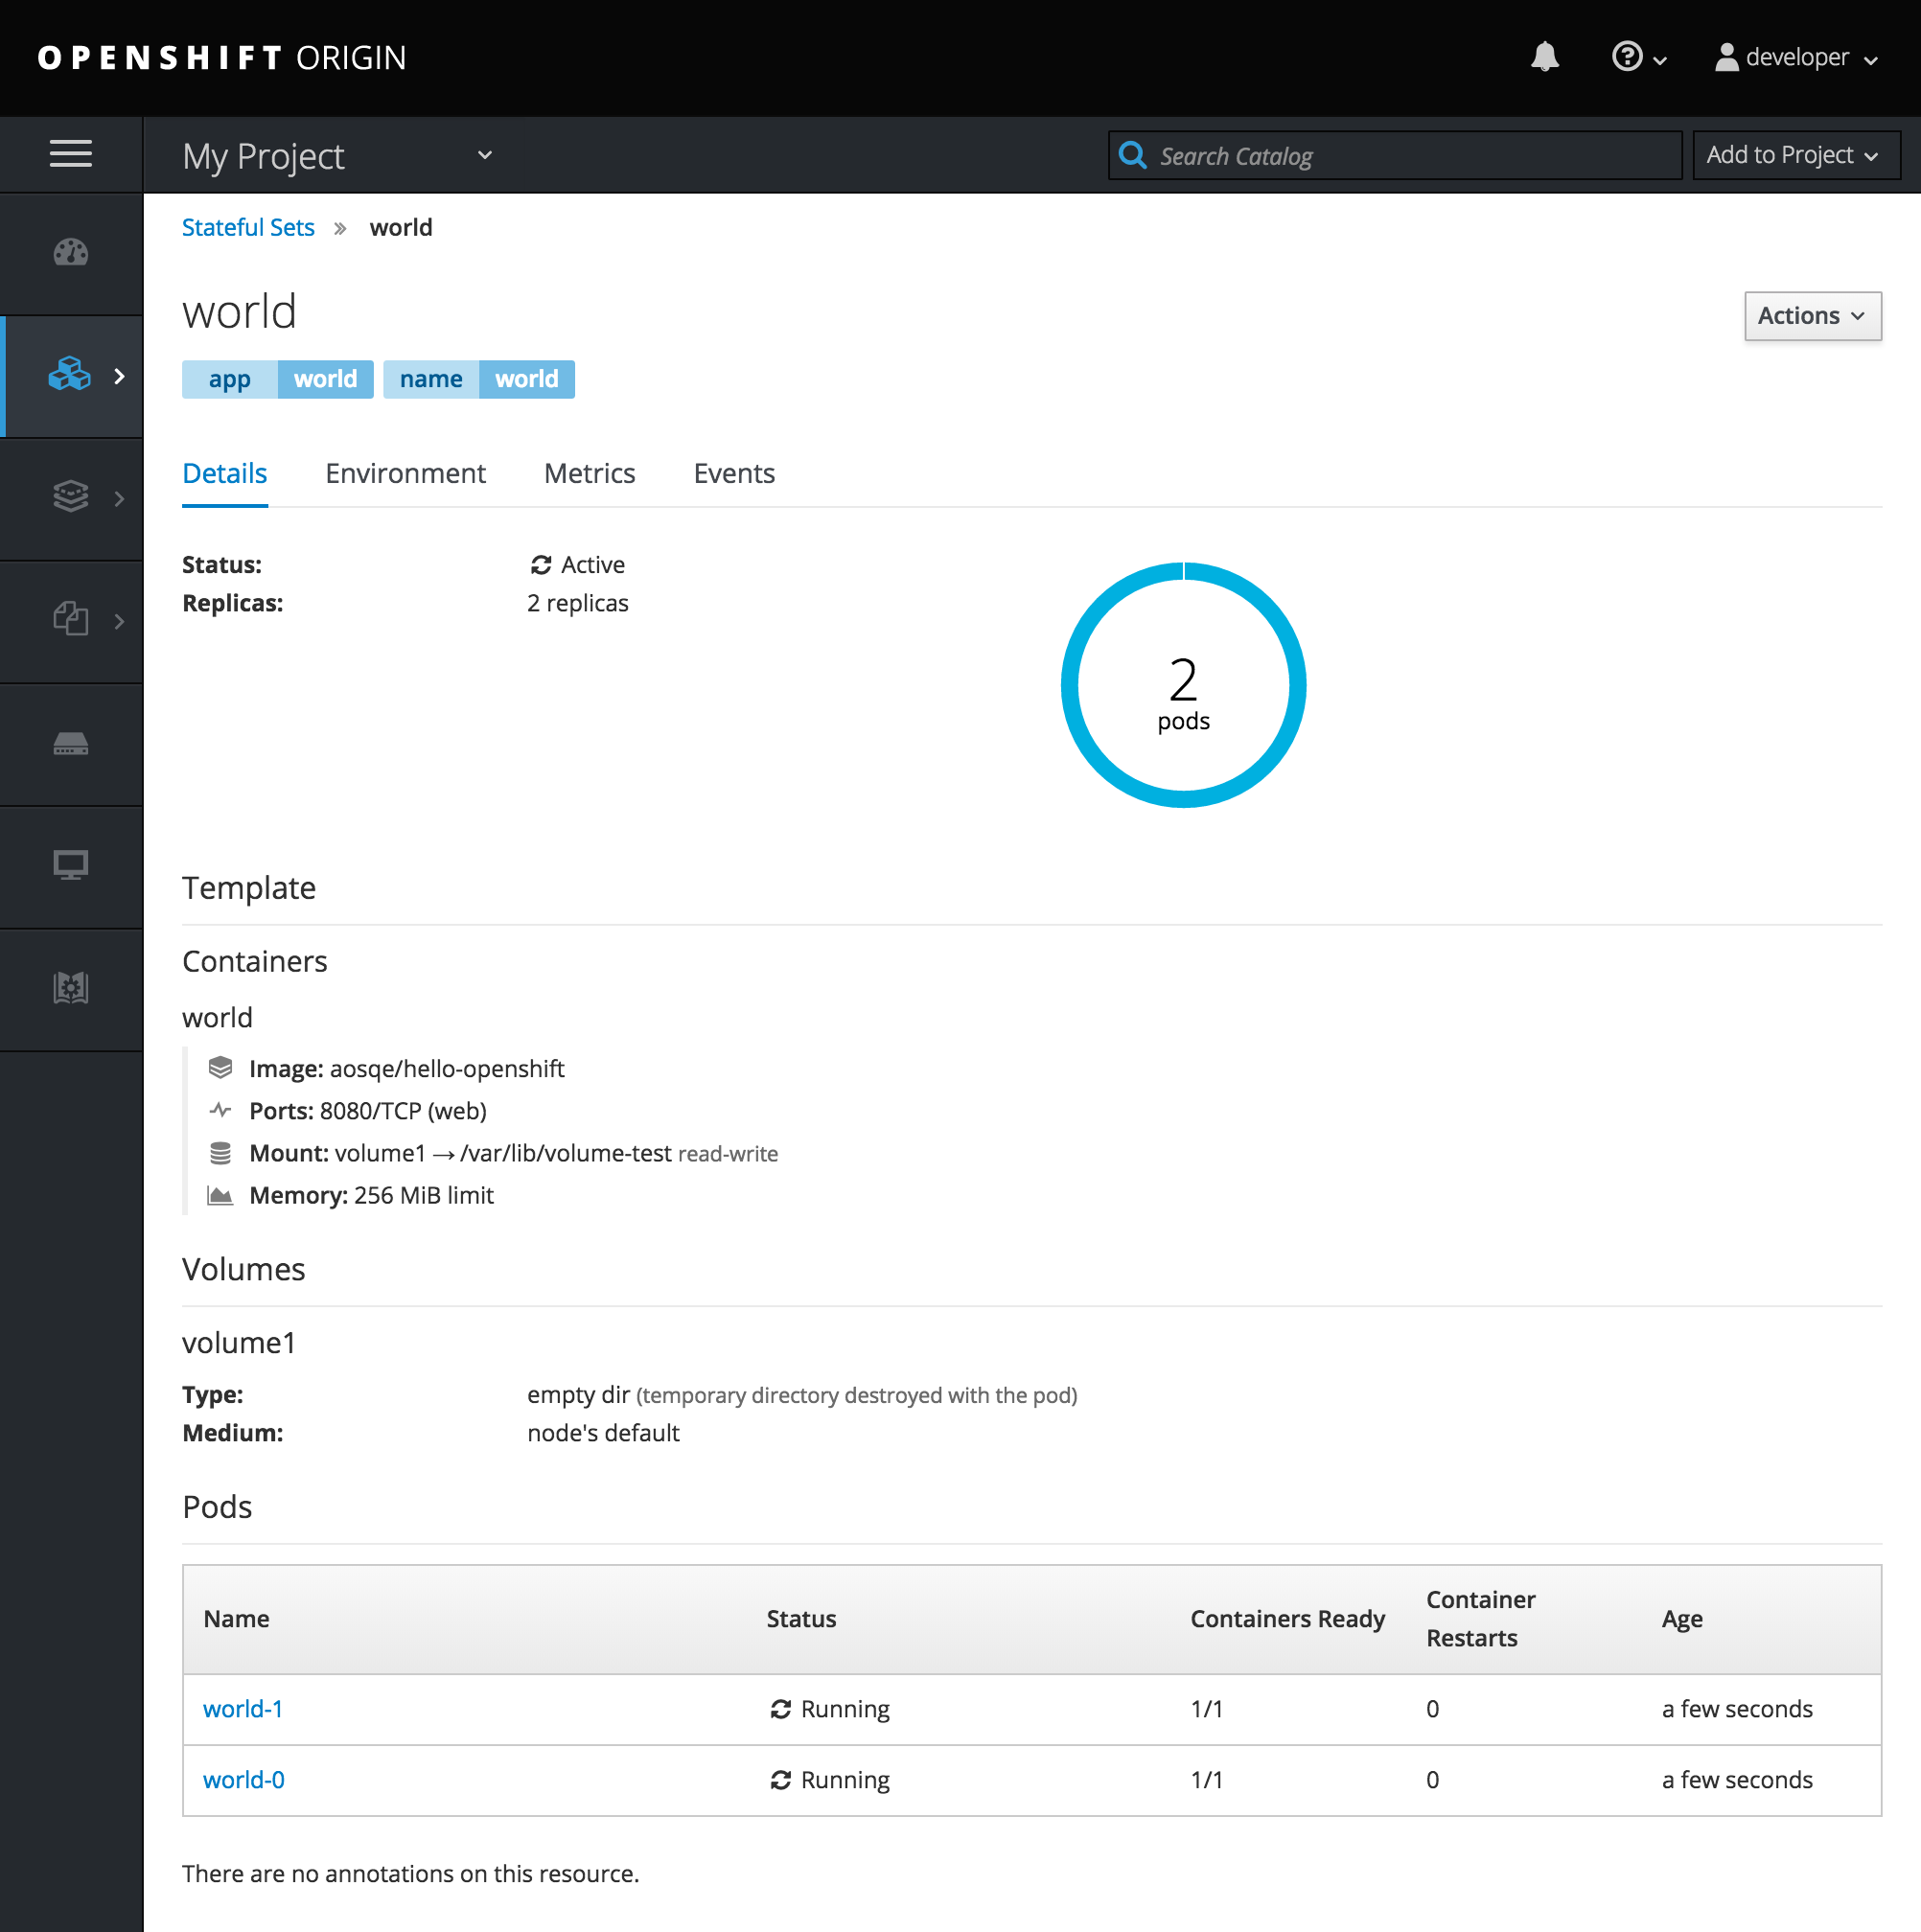 OPENSHIFT ORIGIN
developer
My Project
Search Catalog
Add to Project
Stateful Sets » world
world
Actions
app world name world
Details Environment Metrics Events
Status: Active
Replicas: 2 replicas
2
pods
Template
Containers
world
Image: aosqe/hello-openshift
Ports: 8080/TCP (web)
Mount: volume1 → /var/lib/volume-test read-write
Memory: 256 MiB limit
Volumes
volume1
Type: empty dir (temporary directory destroyed with the pod)
Medium: node's default
Pods
Name Status Containers Ready Container Restarts Age
world-1 Running 1/1 0 a few seconds
world-0 Running 1/1 0 a few seconds
There are no annotations on this resource.